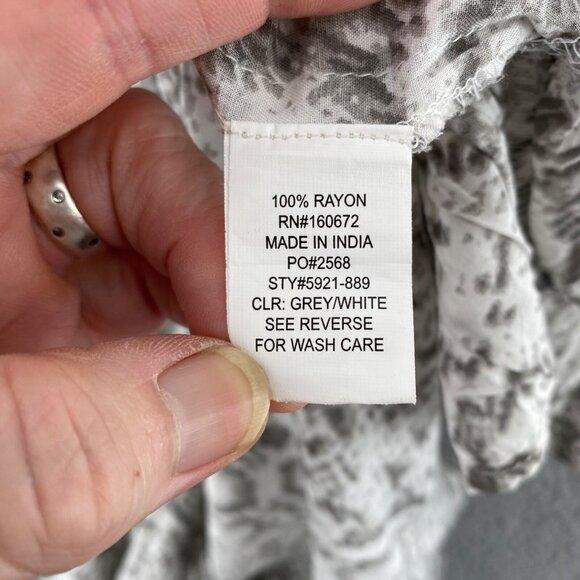 100% RAYON
RN#160672
MADE IN INDIA
PO#2568
STY#5921-889
CLR: GREY/WHITE
SEE REVERSE
FOR WASH CARE